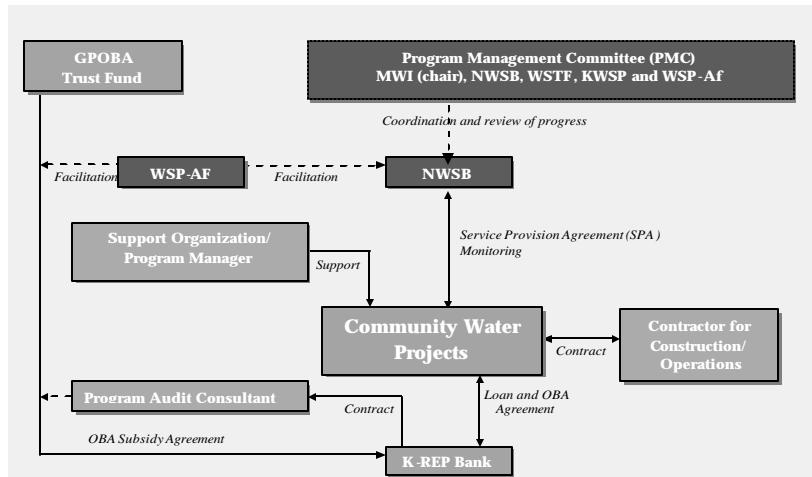 GPOBA
Trust Fund
Program Management Committee (PMC)
MWI (chair), NWSB, WSTF, KWSP and WSP-Af
Coordination and review of progress
Facilitation
WSP-AF
Facilitation
NWSB
Support Organization/
Program Manager
Support
Service Provision Agreement (SPA )
Monitoring
Community Water
Projects
Contract
Contractor for
Construction/
Operations
Program Audit Consultant
Contract
Loan and OBA
Agreement
OBA Subsidy Agreement
K-REP Bank